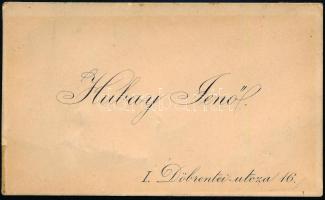 Hubay Jenő.
I. Döbrentei-utcza 16.